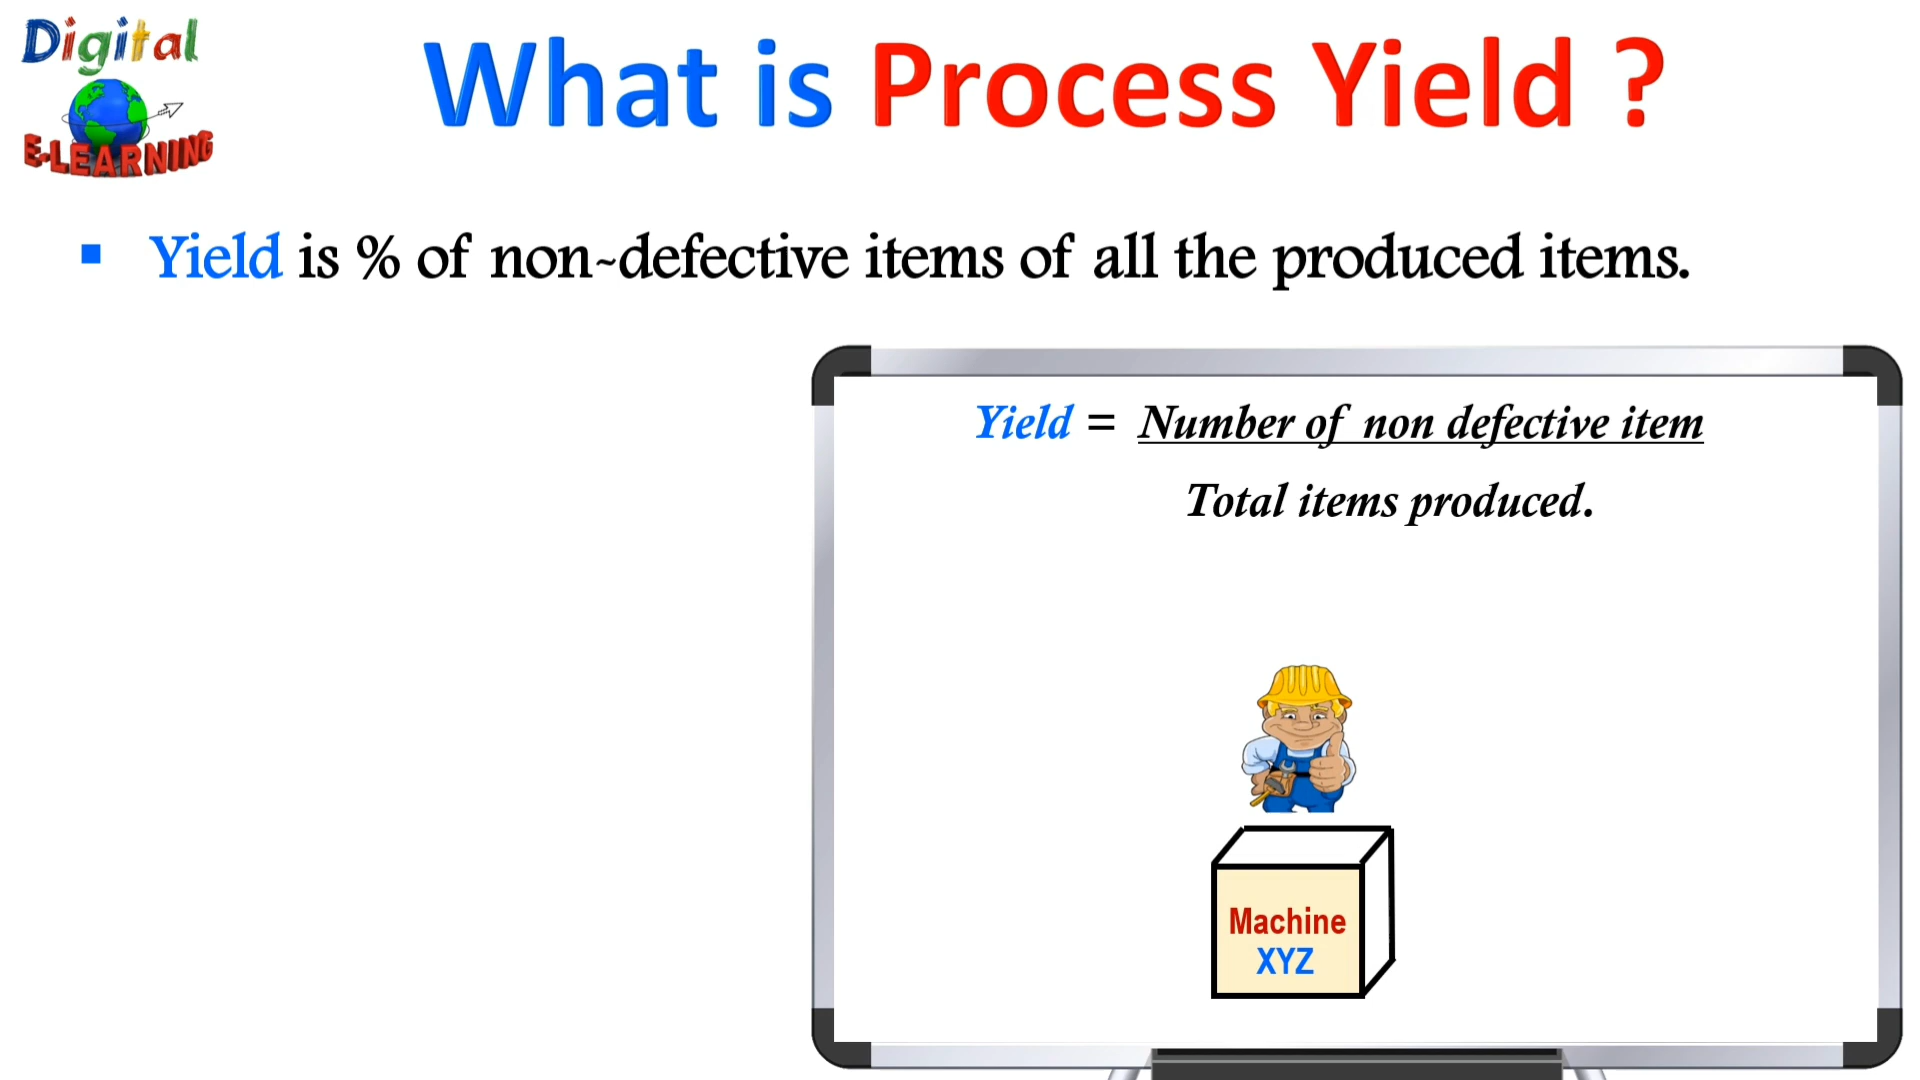 Digital
E-LEARNING
What is Process Yield ?
▪ Yield is % of non-defective items of all the produced items.
Yield = Number of non defective item
Total items produced.
Machine
XYZ